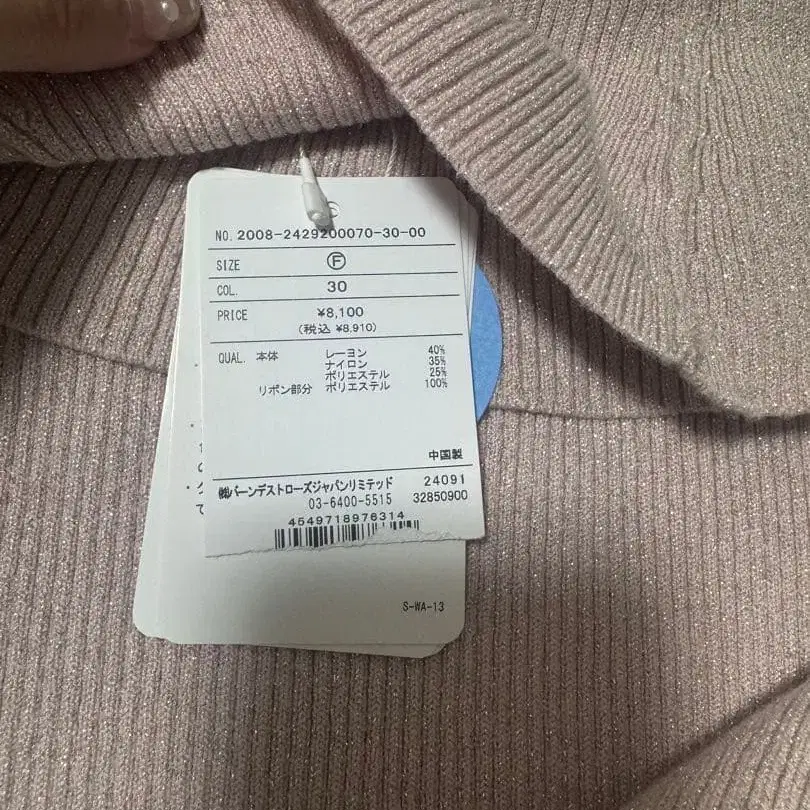 NO. 2008-2429200070-30-00
SIZE Ⓕ
COL. 30
PRICE ¥8,100
(税込 ¥8,910)
QUAL. 本体 レーヨン 40%
ナイロン 35%
ポリエステル 25%
リボン部分 ポリエステル 100%
中国製
㈱バーンデストローズジャパンリミテッド 24091
03-6400-5515 32850900
4549718976314
S-WA-13